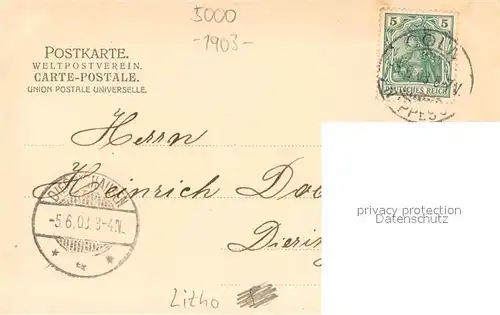 5000
-1903-
POSTKARTE.
WELTPOSTVEREIN.
CARTE-POSTALE.
UNION POSTALE UNIVERSELLE.
5 5
DEUTSCHES REICH
CÖLN
Herrn
Heinrich
-5.6.03.3-4N.
privacy protection
Datenschutz
Litho